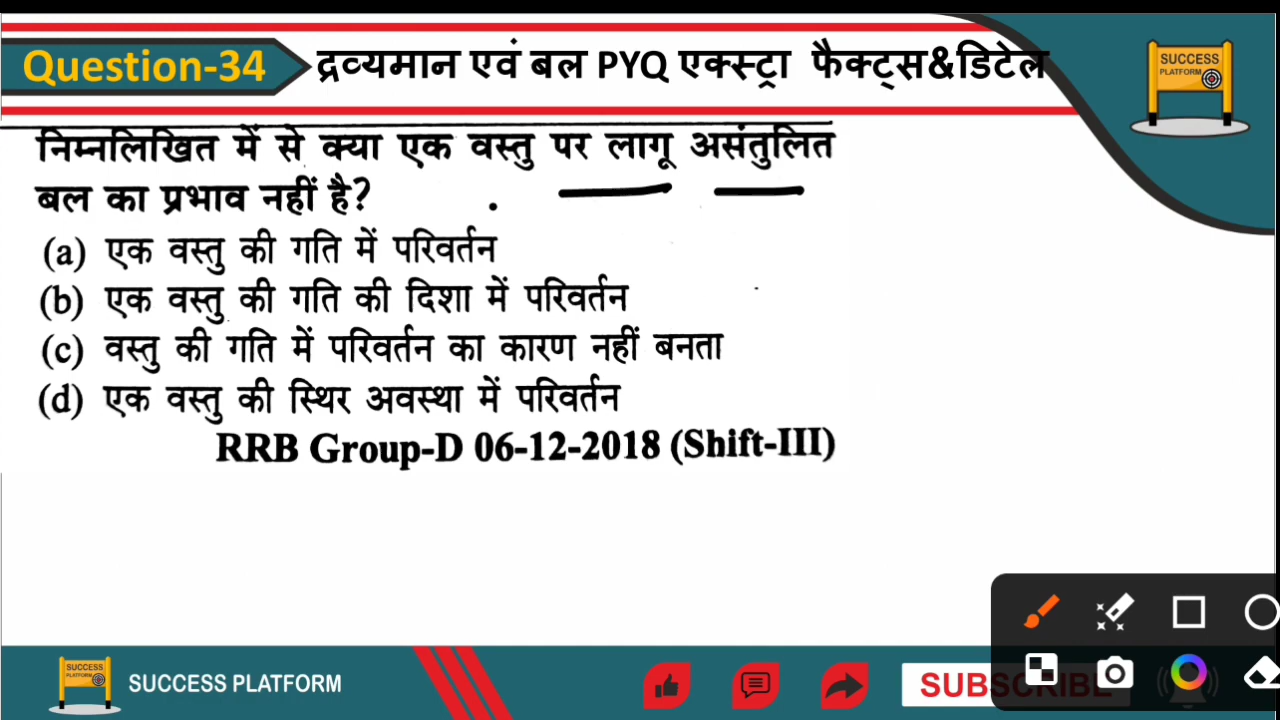 Question-34
द्रव्यमान एवं बल PYQ एक्स्ट्रा फैक्ट्स&डिटेल
SUCCESS
PLATFORM
निम्नलिखित में से क्या एक वस्तु पर लागू असंतुलित
बल का प्रभाव नहीं है?
(a) एक वस्तु की गति में परिवर्तन
(b) एक वस्तु की गति की दिशा में परिवर्तन
(c) वस्तु की गति में परिवर्तन का कारण नहीं बनता
(d) एक वस्तु की स्थिर अवस्था में परिवर्तन
RRB Group-D 06-12-2018 (Shift-III)
SUCCESS
PLATFORM
SUCCESS PLATFORM
SUBSCRIBE